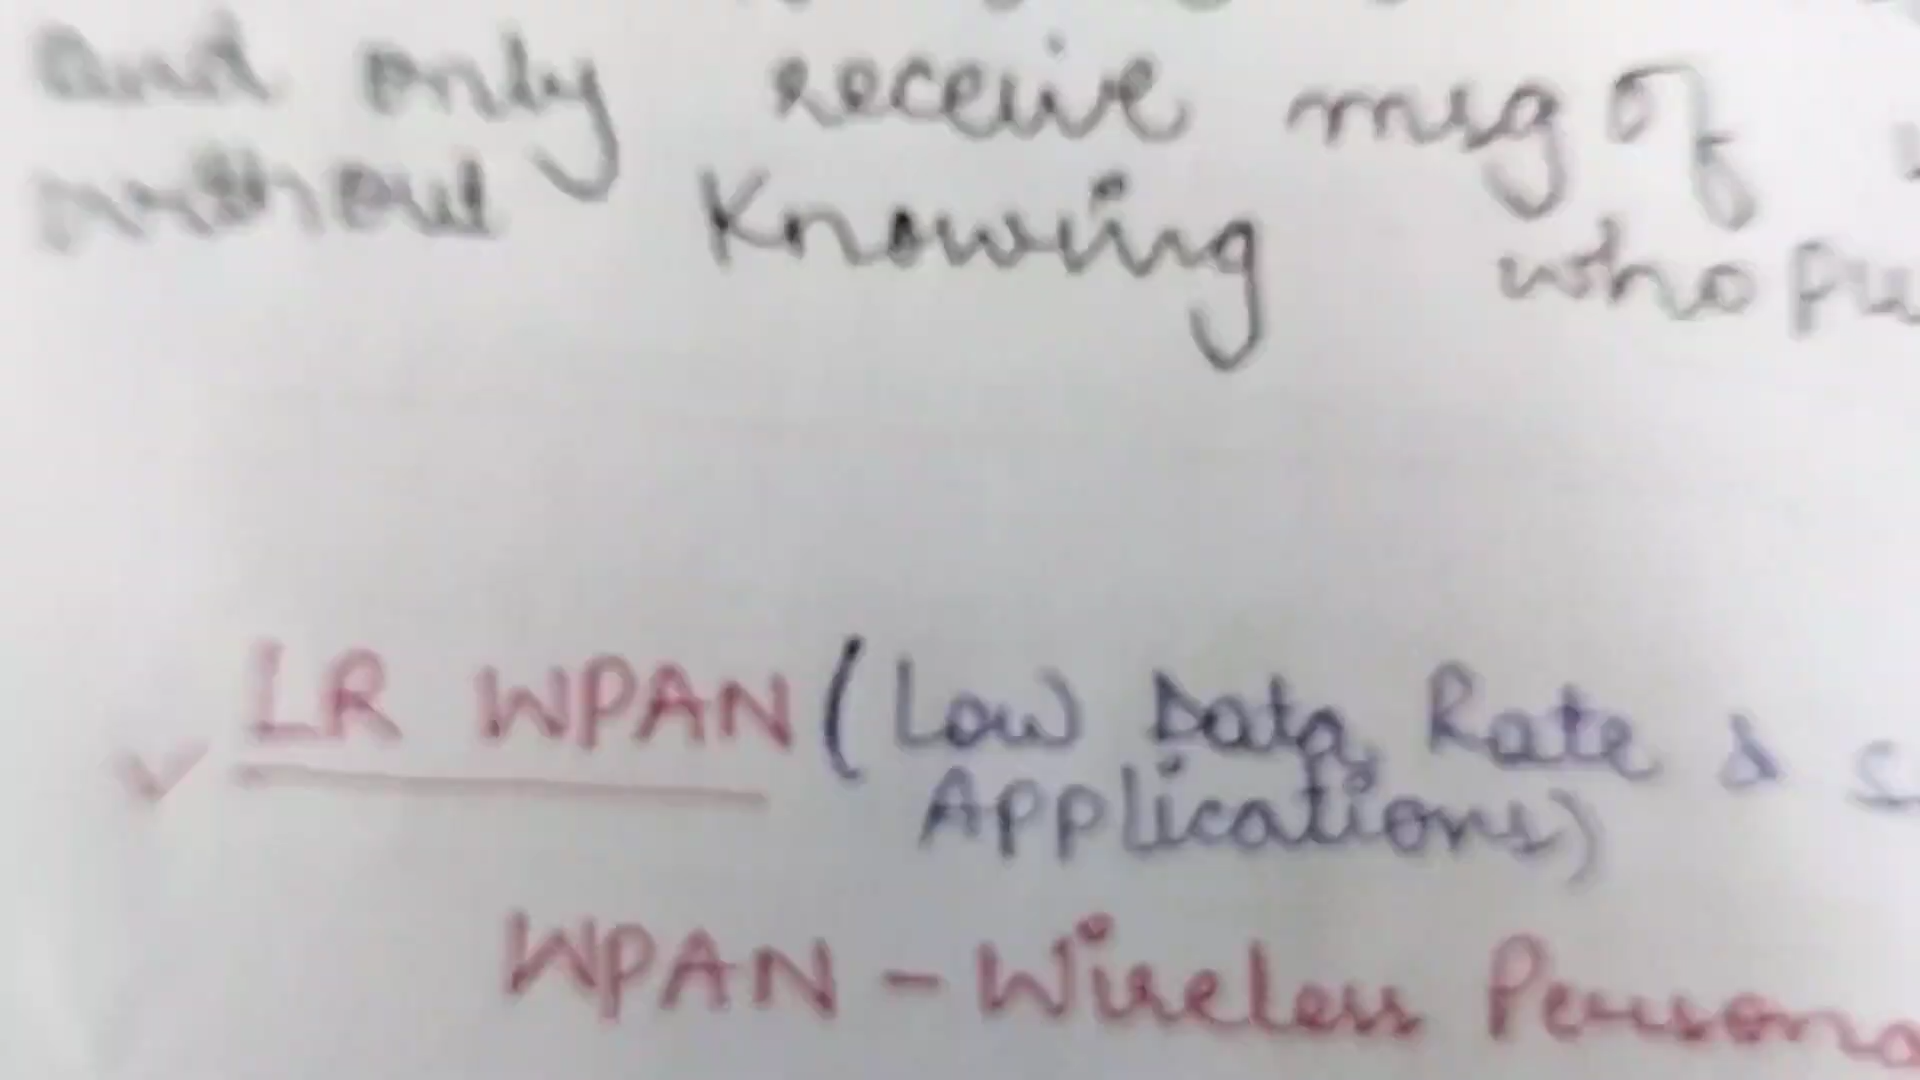 and only receive msg of
without Knowing who Pu
LR WPAN (Low Data Rate &
Applications)
WPAN - Wireless Persona